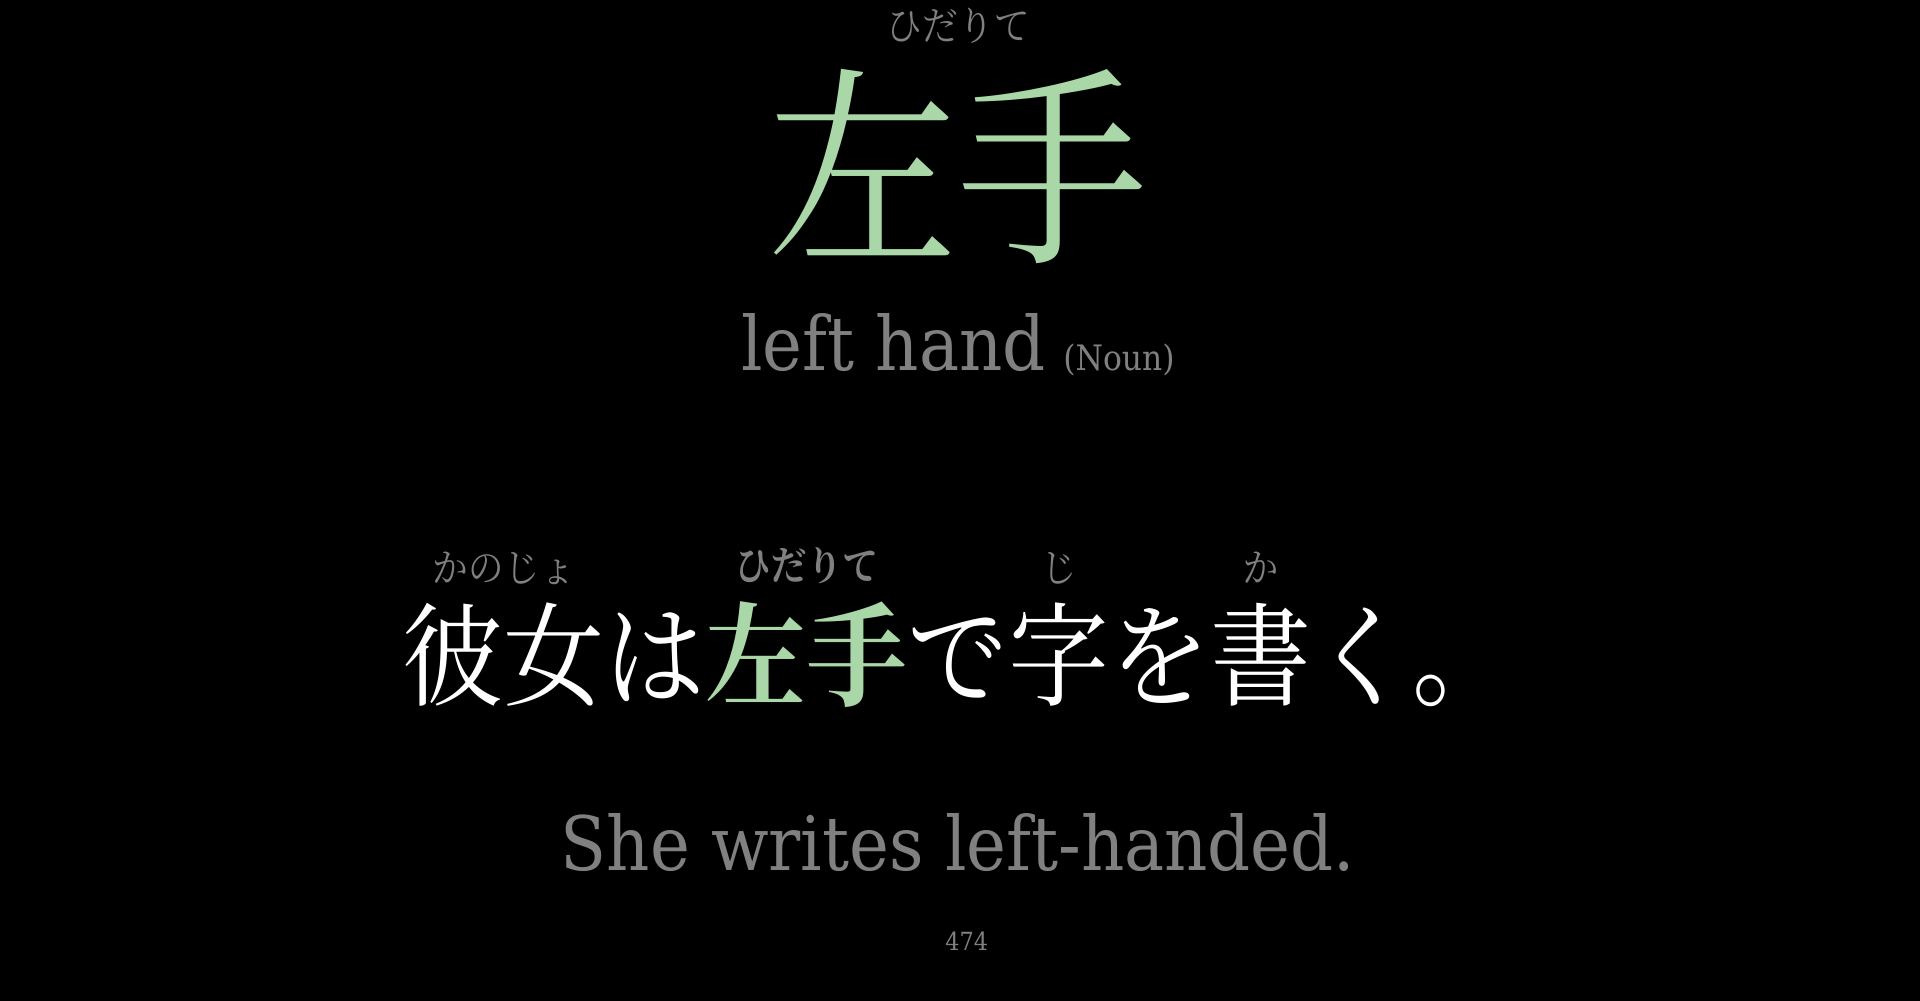 ひだりて
左手
left hand (Noun)
かのじょ ひだりて じ か
彼女は左手で字を書く。
She writes left-handed.
474